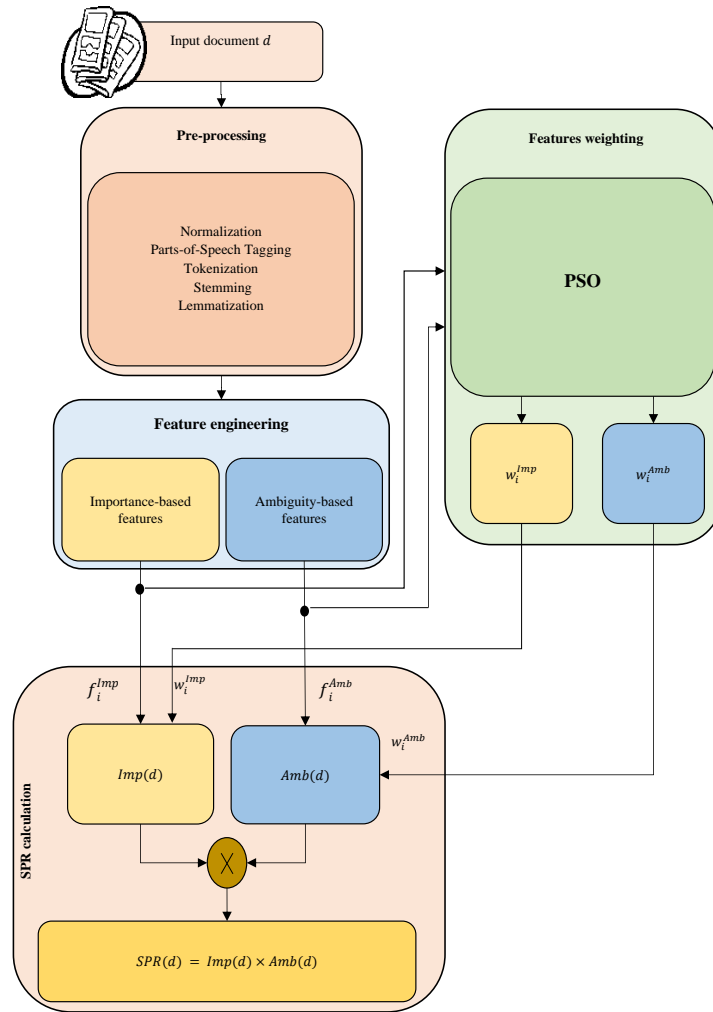 Input document d
Pre-processing
Normalization
Parts-of-Speech Tagging
Tokenization
Stemming
Lemmatization
Features weighting
PSO
w_i^{Imp}
w_i^{Amb}
Feature engineering
Importance-based
features
Ambiguity-based
features
SPR calculation
f_i^{Imp}
w_i^{Imp}
f_i^{Amb}
w_i^{Amb}
Imp(d)
Amb(d)
X
SPR(d) = Imp(d) × Amb(d)